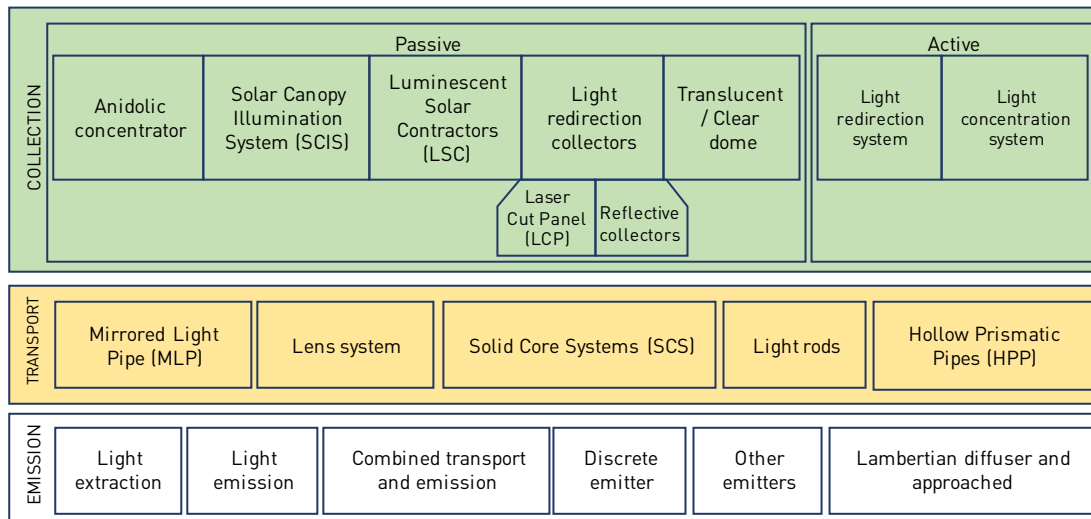 COLLECTION
Passive
Active
Anidolic
concentrator
Solar Canopy
Illumination
System (SCIS)
Luminescent
Solar
Contractors
(LSC)
Light
redirection
collectors
Translucent
/ Clear
dome
Light
redirection
system
Light
concentration
system
Laser
Cut Panel
(LCP)
Reflective
collectors
TRANSPORT
Mirrored Light
Pipe (MLP)
Lens system
Solid Core Systems (SCS)
Light rods
Hollow Prismatic
Pipes (HPP)
EMISSION
Light
extraction
Light
emission
Combined transport
and emission
Discrete
emitter
Other
emitters
Lambertian diffuser and
approached